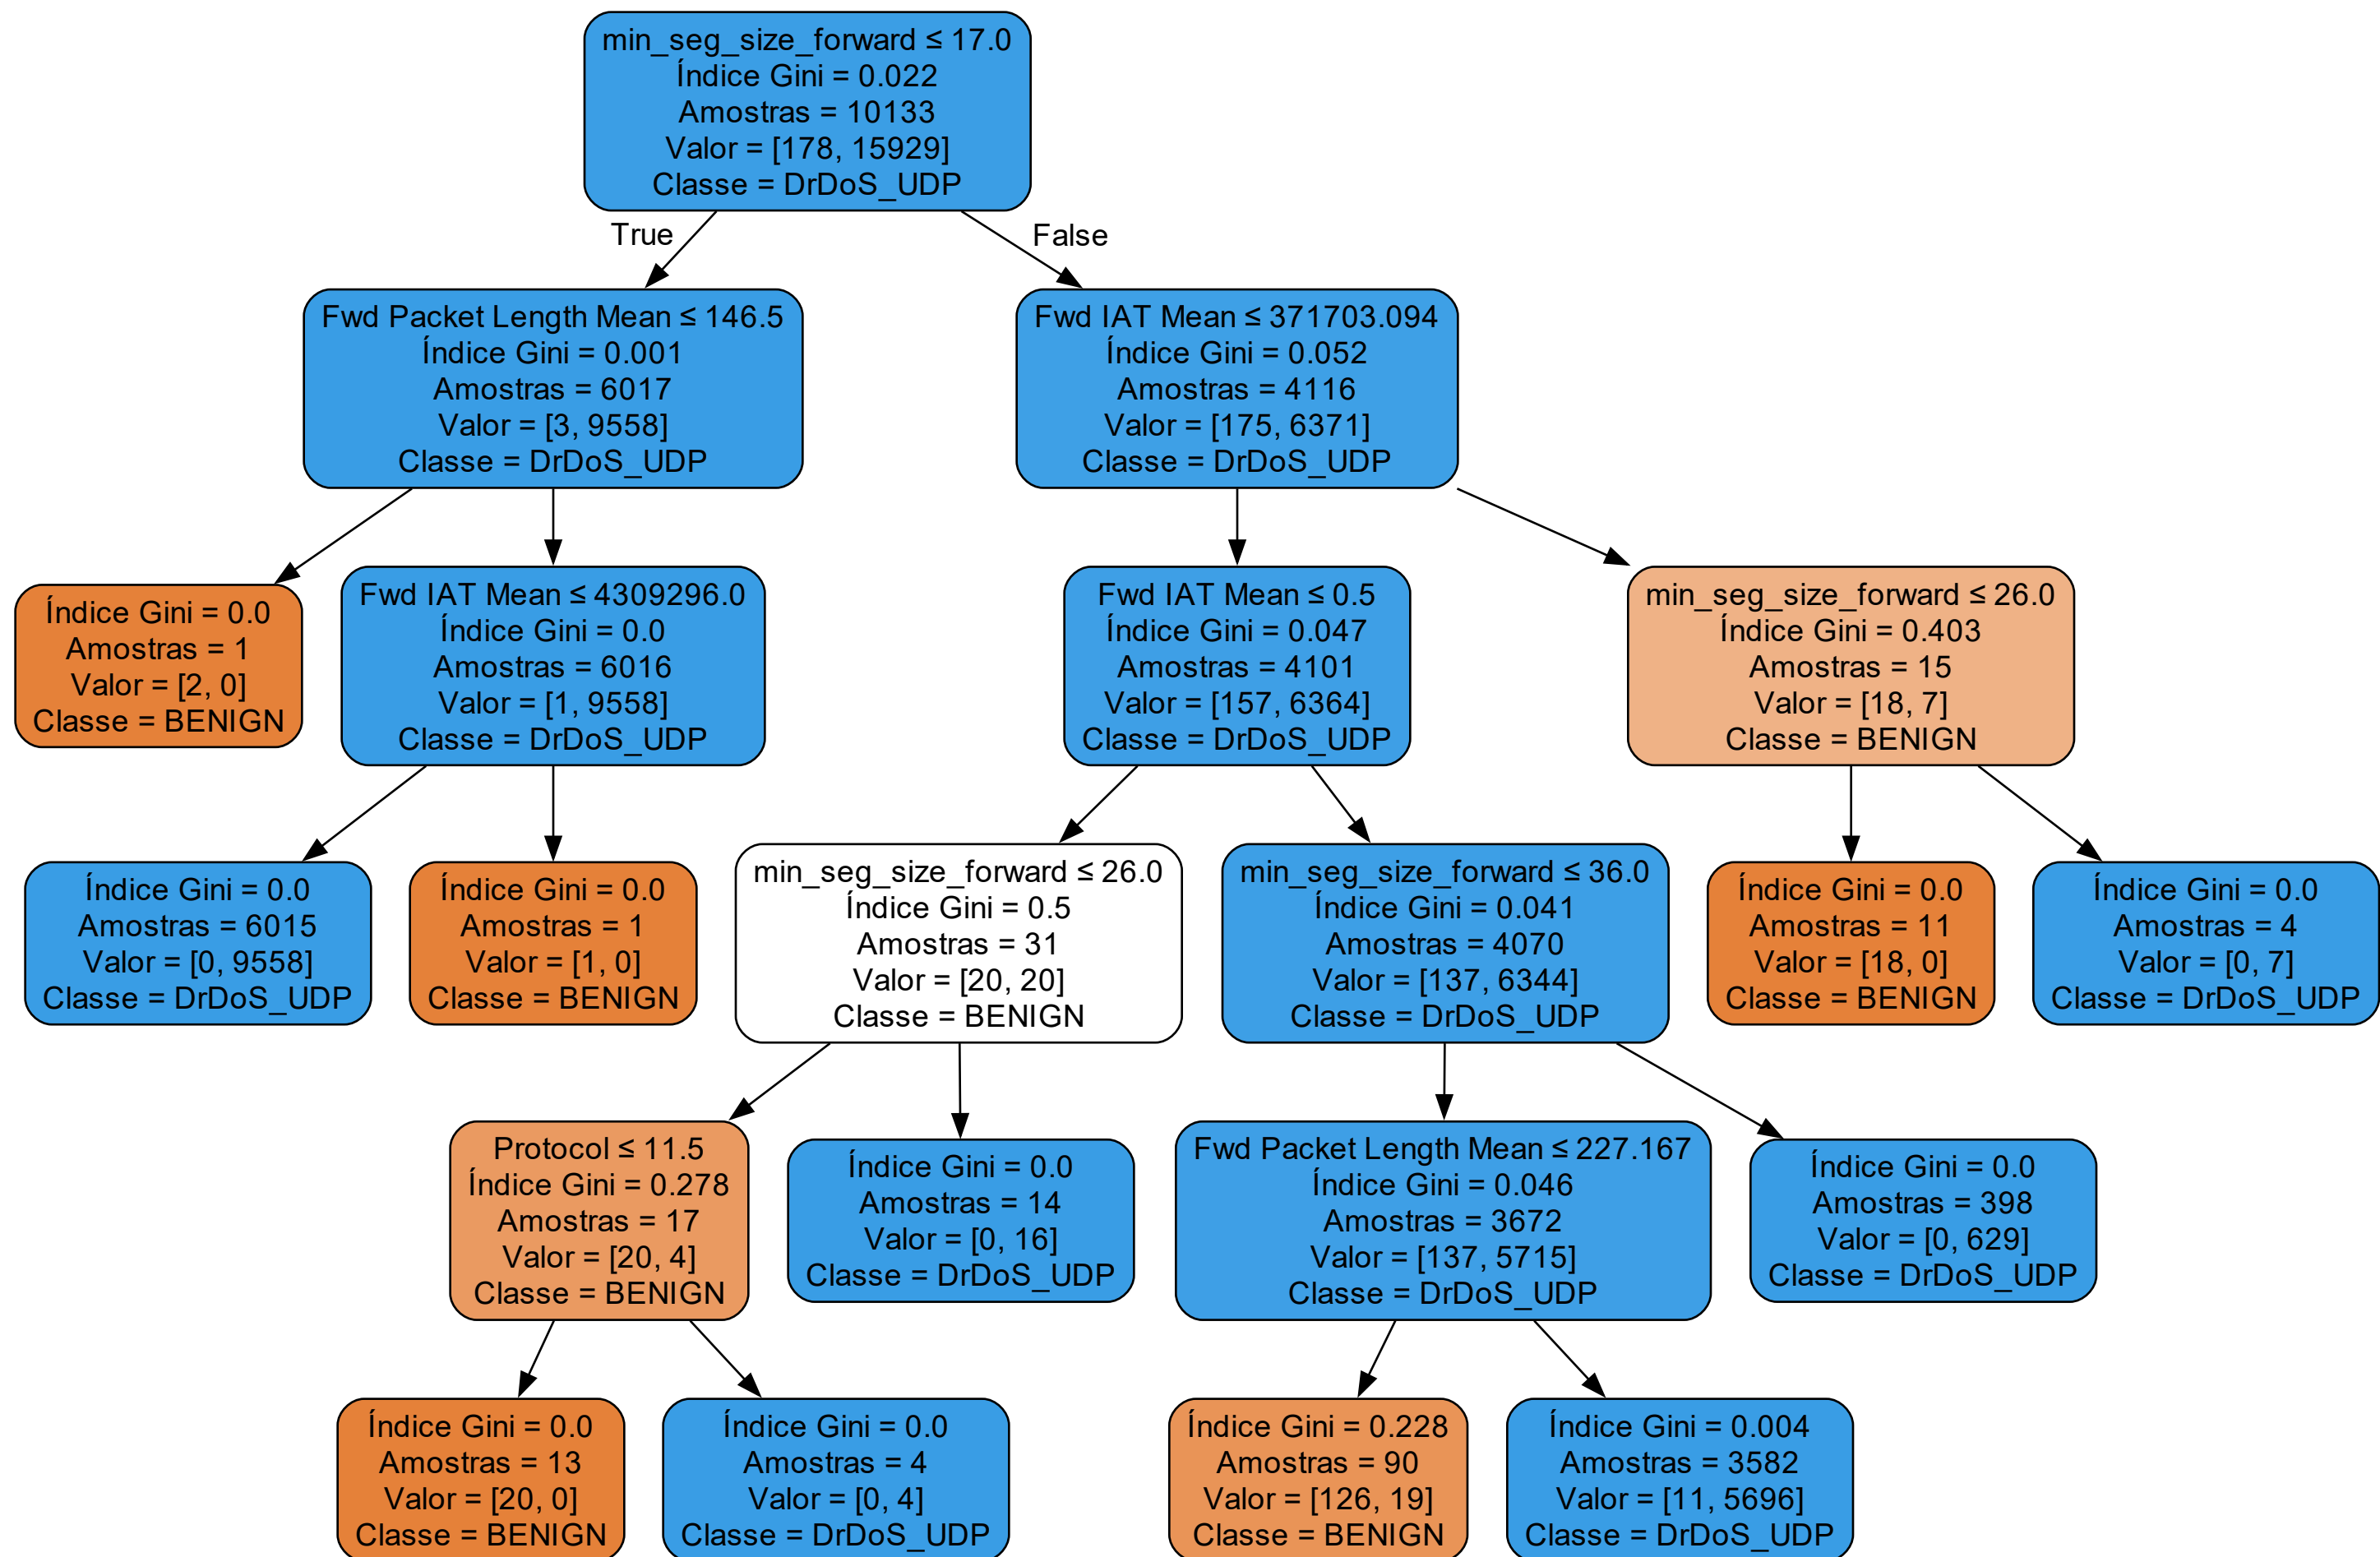 min_seg_size_forward ≤ 17.0
Índice Gini = 0.022
Amostras = 10133
Valor = [178, 15929]
Classe = DrDoS_UDP
True
False
Fwd Packet Length Mean ≤ 146.5
Índice Gini = 0.001
Amostras = 6017
Valor = [3, 9558]
Classe = DrDoS_UDP
Fwd IAT Mean ≤ 371703.094
Índice Gini = 0.052
Amostras = 4116
Valor = [175, 6371]
Classe = DrDoS_UDP
Índice Gini = 0.0
Amostras = 1
Valor = [2, 0]
Classe = BENIGN
Fwd IAT Mean ≤ 4309296.0
Índice Gini = 0.0
Amostras = 6016
Valor = [1, 9558]
Classe = DrDoS_UDP
Fwd IAT Mean ≤ 0.5
Índice Gini = 0.047
Amostras = 4101
Valor = [157, 6364]
Classe = DrDoS_UDP
min_seg_size_forward ≤ 26.0
Índice Gini = 0.403
Amostras = 15
Valor = [18, 7]
Classe = BENIGN
Índice Gini = 0.0
Amostras = 6015
Valor = [0, 9558]
Classe = DrDoS_UDP
Índice Gini = 0.0
Amostras = 1
Valor = [1, 0]
Classe = BENIGN
min_seg_size_forward ≤ 26.0
Índice Gini = 0.5
Amostras = 31
Valor = [20, 20]
Classe = BENIGN
min_seg_size_forward ≤ 36.0
Índice Gini = 0.041
Amostras = 4070
Valor = [137, 6344]
Classe = DrDoS_UDP
Índice Gini = 0.0
Amostras = 11
Valor = [18, 0]
Classe = BENIGN
Índice Gini = 0.0
Amostras = 4
Valor = [0, 7]
Classe = DrDoS_UDP
Protocol ≤ 11.5
Índice Gini = 0.278
Amostras = 17
Valor = [20, 4]
Classe = BENIGN
Índice Gini = 0.0
Amostras = 14
Valor = [0, 16]
Classe = DrDoS_UDP
Fwd Packet Length Mean ≤ 227.167
Índice Gini = 0.046
Amostras = 3672
Valor = [137, 5715]
Classe = DrDoS_UDP
Índice Gini = 0.0
Amostras = 398
Valor = [0, 629]
Classe = DrDoS_UDP
Índice Gini = 0.0
Amostras = 13
Valor = [20, 0]
Classe = BENIGN
Índice Gini = 0.0
Amostras = 4
Valor = [0, 4]
Classe = DrDoS_UDP
Índice Gini = 0.228
Amostras = 90
Valor = [126, 19]
Classe = BENIGN
Índice Gini = 0.004
Amostras = 3582
Valor = [11, 5696]
Classe = DrDoS_UDP